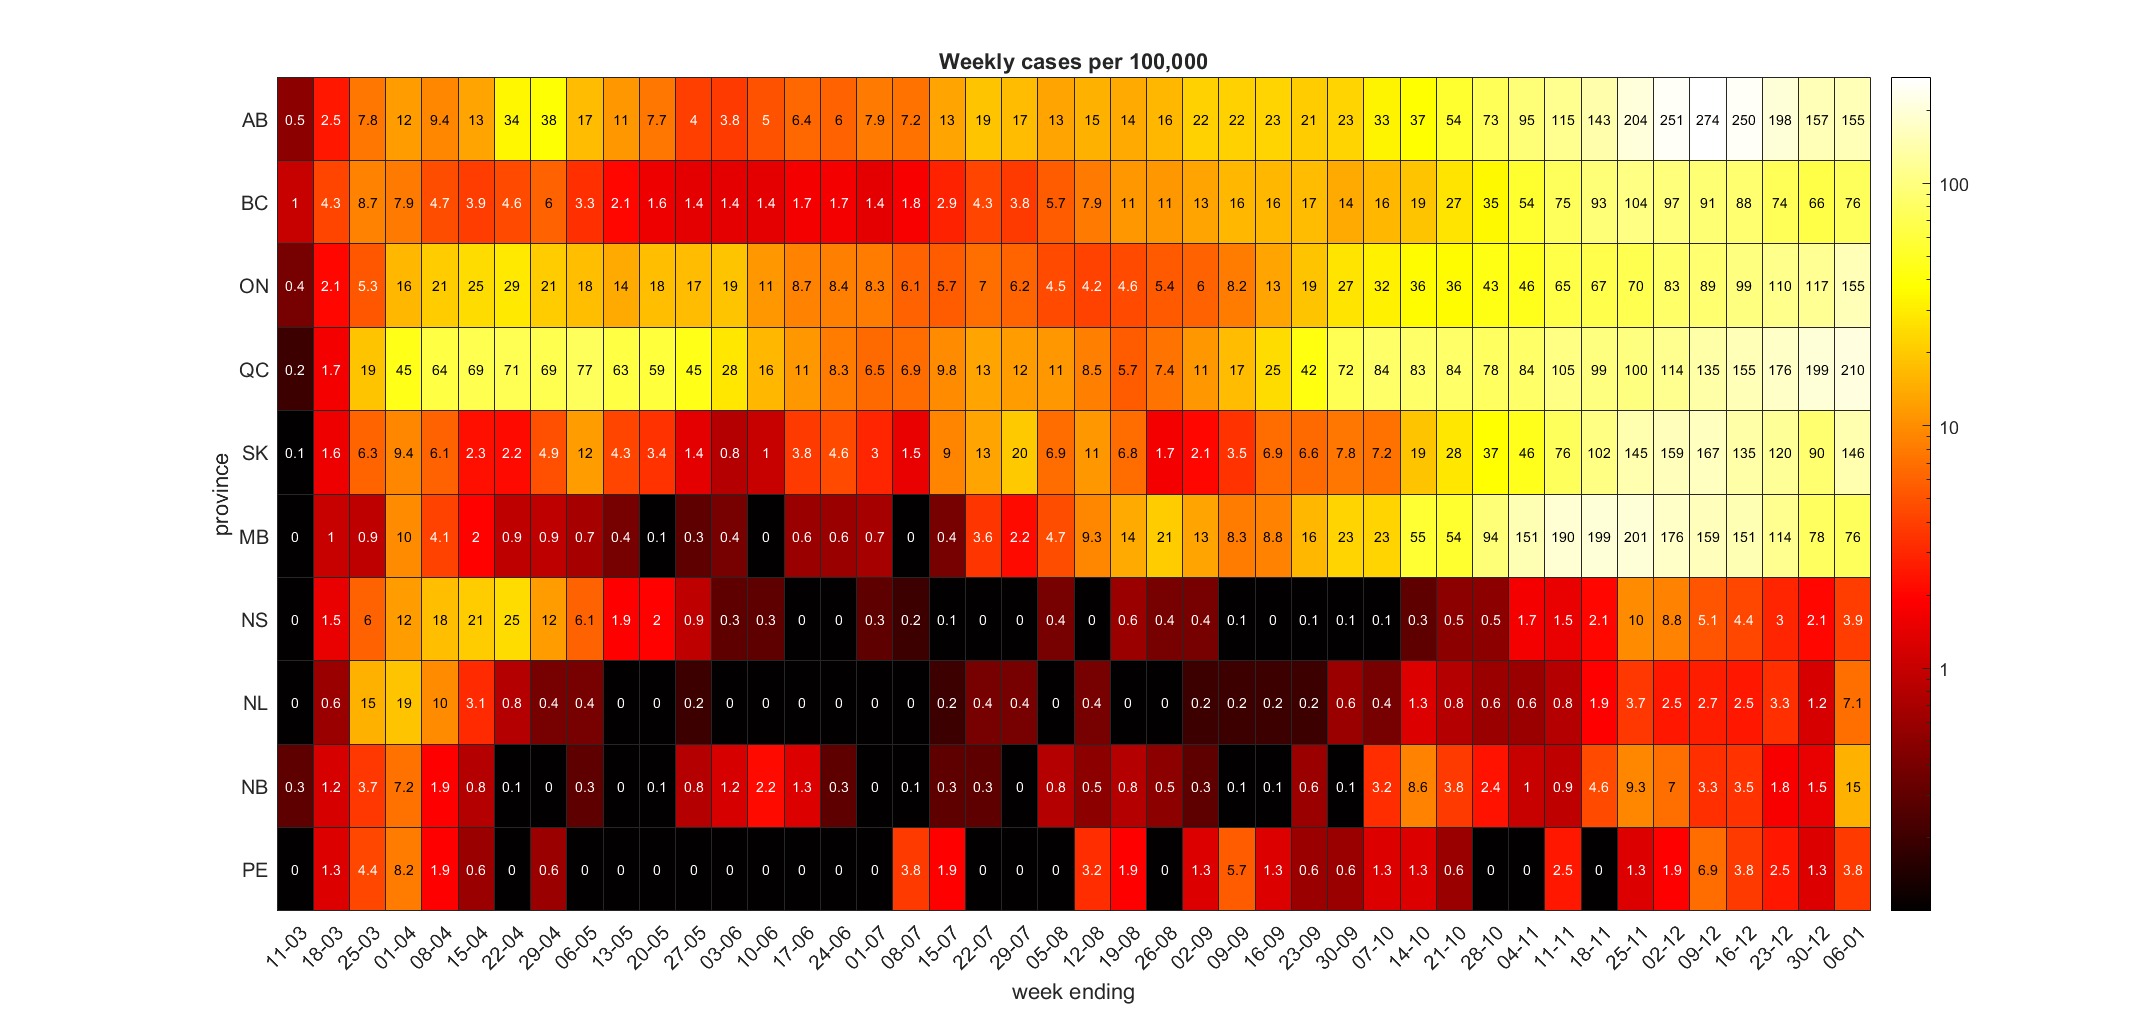 Weekly cases per 100,000
AB 0.5 2.5 7.8 12 9.4 13 34 38 17 11 7.7 4 3.8 5 6.4 6 7.9 7.2 13 19 17 13 15 14 16 22 22 23 21 23 33 37 54 73 95 115 143 204 251 274 250 198 157 155
100
BC 1 4.3 8.7 7.9 4.7 3.9 4.6 6 3.3 2.1 1.6 1.4 1.4 1.4 1.7 1.7 1.4 1.8 2.9 4.3 3.8 5.7 7.9 11 11 13 16 16 17 14 16 19 27 35 54 75 93 104 97 91 88 74 66 76
ON 0.4 2.1 5.3 16 21 25 29 21 18 14 18 17 19 11 8.7 8.4 8.3 6.1 5.7 7 6.2 4.5 4.2 4.6 5.4 6 8.2 13 19 27 32 36 36 43 46 65 67 70 83 89 99 110 117 155
QC 0.2 1.7 19 45 64 69 71 69 77 63 59 45 28 16 11 8.3 6.5 6.9 9.8 13 12 11 8.5 5.7 7.4 11 17 25 42 72 84 83 84 78 84 105 99 100 114 135 155 176 199 210
10
SK 0.1 1.6 6.3 9.4 6.1 2.3 2.2 4.9 12 4.3 3.4 1.4 0.8 1 3.8 4.6 3 1.5 9 13 20 6.9 11 6.8 1.7 2.1 3.5 6.9 6.6 7.8 7.2 19 28 37 46 76 102 145 159 167 135 120 90 146
province
MB 0 1 0.9 10 4.1 2 0.9 0.9 0.7 0.4 0.1 0.3 0.4 0 0.6 0.6 0.7 0 0.4 3.6 2.2 4.7 9.3 14 21 13 8.3 8.8 16 23 23 55 54 94 151 190 199 201 176 159 151 114 78 76
NS 0 1.5 6 12 18 21 25 12 6.1 1.9 2 0.9 0.3 0.3 0 0 0.3 0.2 0.1 0 0 0.4 0 0.6 0.4 0.4 0.1 0 0.1 0.1 0.1 0.3 0.5 0.5 1.7 1.5 2.1 10 8.8 5.1 4.4 3 2.1 3.9
1
NL 0 0.6 15 19 10 3.1 0.8 0.4 0.4 0 0 0.2 0 0 0 0 0 0 0.2 0.4 0.4 0 0.4 0 0 0.2 0.2 0.2 0.2 0.6 0.4 1.3 0.8 0.6 0.6 0.8 1.9 3.7 2.5 2.7 2.5 3.3 1.2 7.1
NB 0.3 1.2 3.7 7.2 1.9 0.8 0.1 0 0.3 0 0.1 0.8 1.2 2.2 1.3 0.3 0 0.1 0.3 0.3 0 0.8 0.5 0.8 0.5 0.3 0.1 0.1 0.6 0.1 3.2 8.6 3.8 2.4 1 0.9 4.6 9.3 7 3.3 3.5 1.8 1.5 15
PE 0 1.3 4.4 8.2 1.9 0.6 0 0.6 0 0 0 0 0 0 0 0 0 3.8 1.9 0 0 0 3.2 1.9 0 1.3 5.7 1.3 0.6 0.6 1.3 1.3 0.6 0 0 2.5 0 1.3 1.9 6.9 3.8 2.5 1.3 3.8
11-03 18-03 25-03 01-04 08-04 15-04 22-04 29-04 06-05 13-05 20-05 27-05 03-06 10-06 17-06 24-06 01-07 08-07 15-07 22-07 29-07 05-08 12-08 19-08 26-08 02-09 09-09 16-09 23-09 30-09 07-10 14-10 21-10 28-10 04-11 11-11 18-11 25-11 02-12 09-12 16-12 23-12 30-12 06-01
week ending